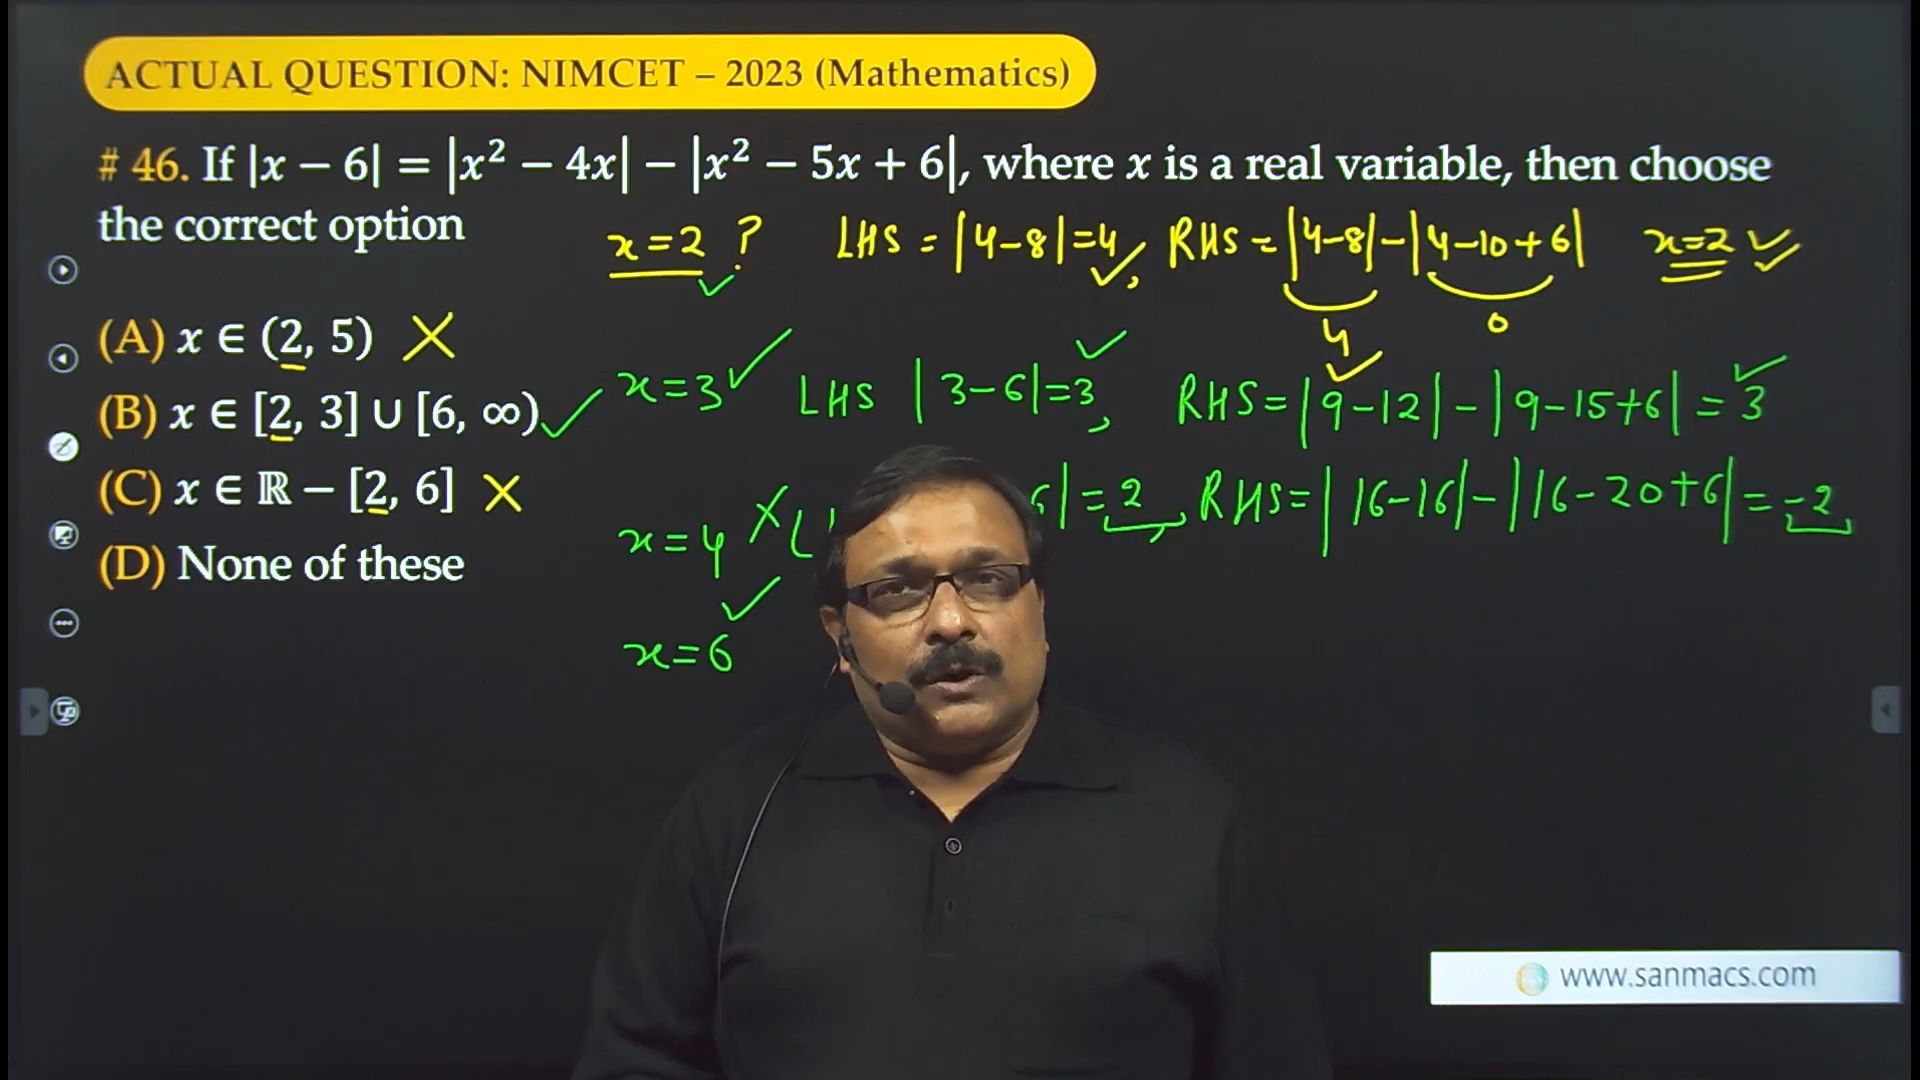 ACTUAL QUESTION: NIMCET – 2023 (Mathematics)
# 46. If |x − 6| = |x² − 4x| − |x² − 5x + 6|, where x is a real variable, then choose
the correct option
x=2 ? LHS = |4-8|=4, RHS = |4-8|-|4-10+6| x=2
4 0
(A) x ∈ (2, 5)
x=3 LHS |3-6|=3, RHS=|9-12|-|9-15+6|=3
(B) x ∈ [2, 3] ∪ [6, ∞)
(C) x ∈ ℝ − [2, 6]
x=4 6|=2, RHS=|16-16|-|16-20+6|=-2
(D) None of these
x=6
www.sanmacs.com